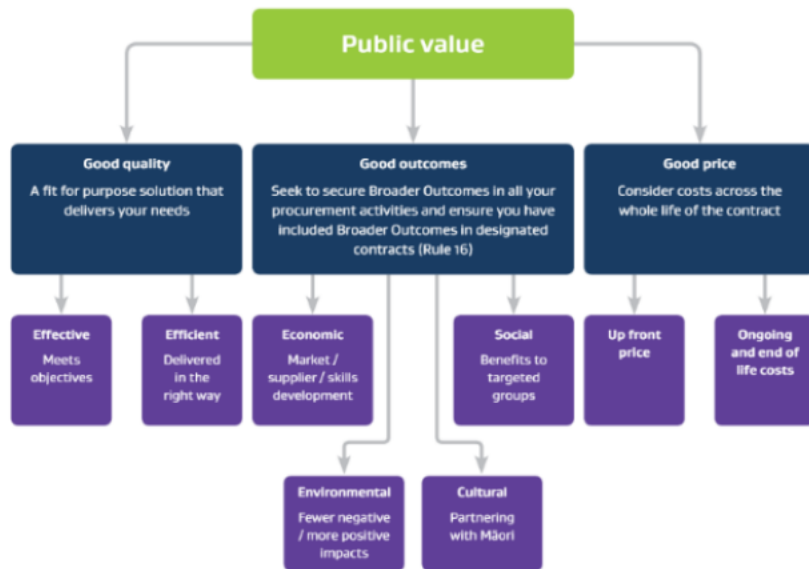 Public value
Good quality
A fit for purpose solution that
delivers your needs
Good outcomes
Seek to secure Broader Outcomes in all your
procurement activities and ensure you have
included Broader Outcomes in designated
contracts (Rule 16)
Good price
Consider costs across the
whole life of the contract
Effective
Meets
objectives
Efficient
Delivered
in the
right way
Economic
Market /
supplier / skills
development
Social
Benefits to
targeted
groups
Up front
price
Ongoing
and end of
life costs
Environmental
Fewer negative
/ more positive
impacts
Cultural
Partnering
with Māori